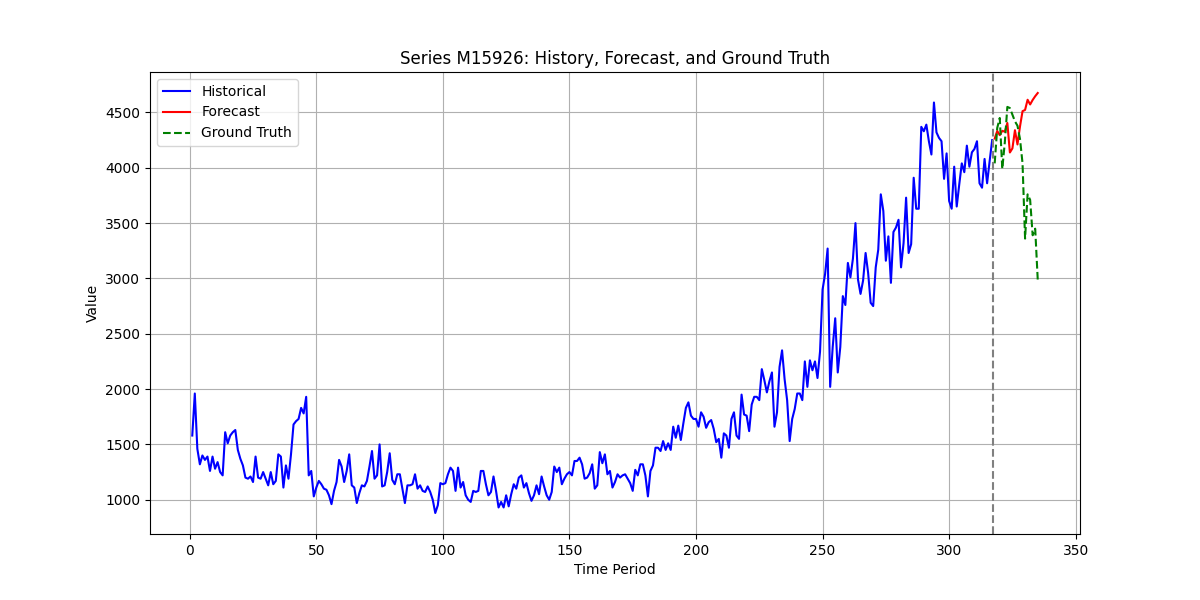 Series M15926: History, Forecast, and Ground Truth
Historical
Forecast
Ground Truth
4500
4000
3500
3000
2500
2000
1500
1000
Value
0 50 100 150 200 250 300 350
Time Period